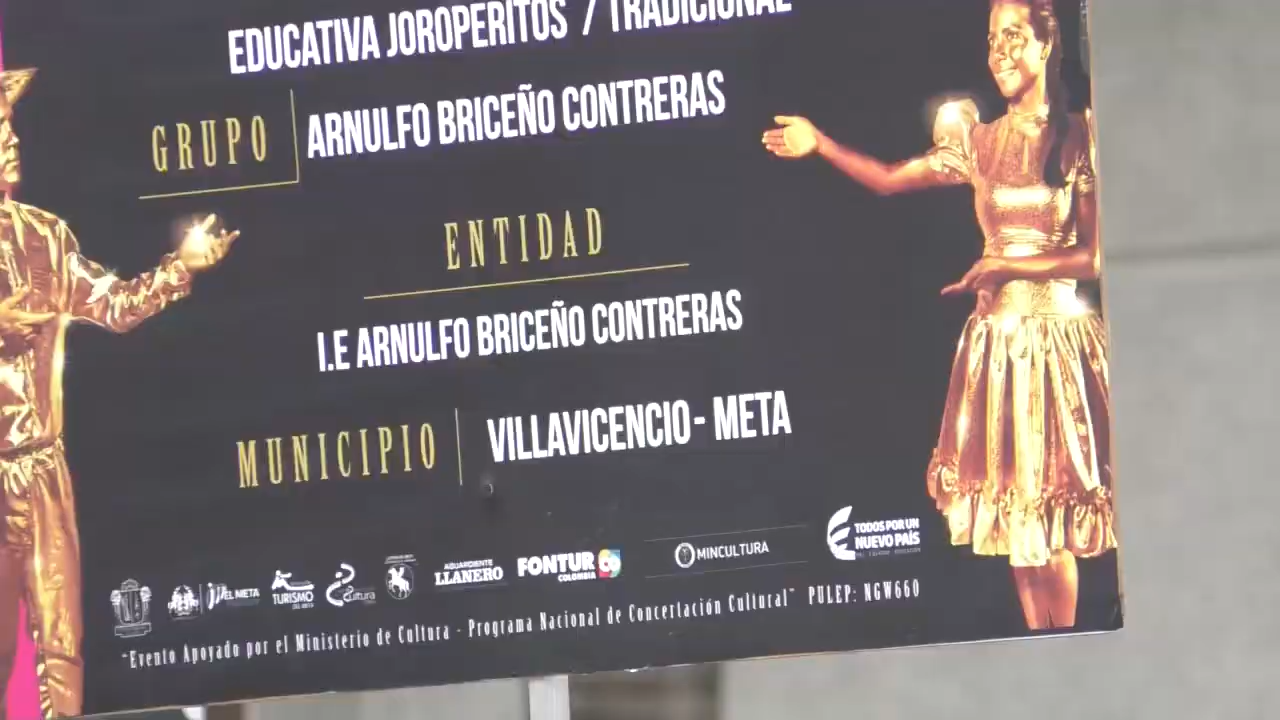 EDUCATIVA JOROPERITOS / TRADICIONAL
GRUPO ARNULFO BRICEÑO CONTRERAS
ENTIDAD
I.E ARNULFO BRICEÑO CONTRERAS
MUNICIPIO VILLAVICENCIO- META
EL META
TURISMO
Cultura
AGUARDIENTE
LLANERO
FONTUR
COLOMBIA
MINCULTURA
TODOS POR UN
NUEVO PAÍS
"Evento Apoyado por el Ministerio de Cultura - Programa Nacional de Concertación Cultural" PULEP: NGW660